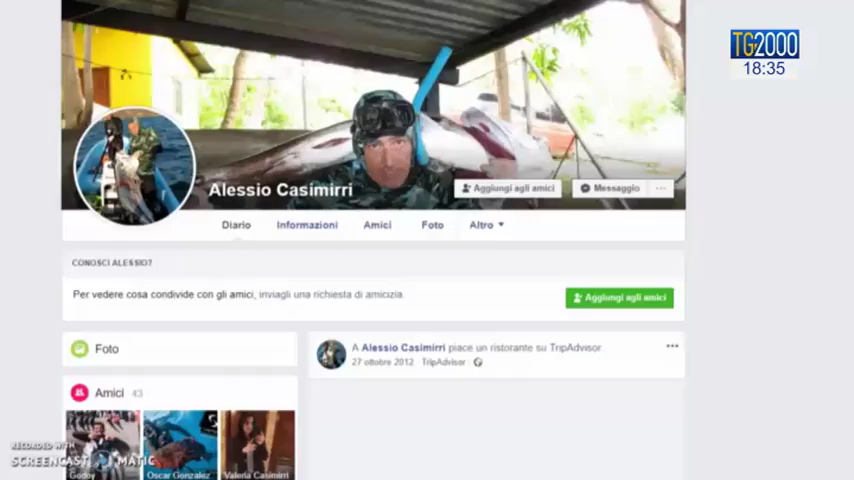 TG2000
18:35
Alessio Casimirri
Aggiungi agli amici
Messaggio
Diario
Informazioni
Amici
Foto
Altro
CONOSCI ALESSIO?
Per vedere cosa condivide con gli amici, inviagli una richiesta di amicizia.
Aggiungi agli amici
Foto
A Alessio Casimirri piace un ristorante su TripAdvisor.
27 ottobre 2012 TripAdvisor
Amici 43
Godoy
Oscar Gonzalez
Valeria Casimirri
RECORDED WITH
SCREENCAST MATIC